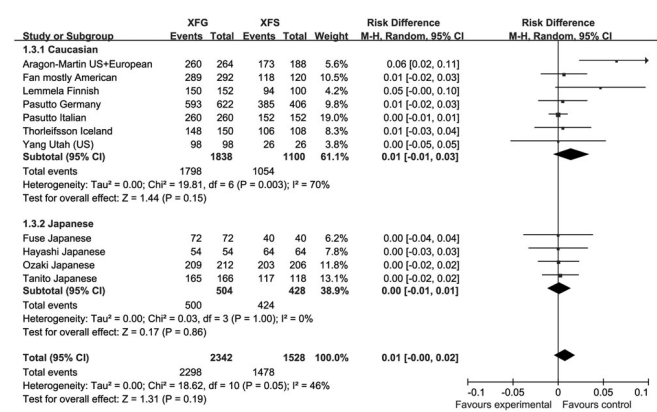 XFG XFS Risk Difference Risk Difference
Study or Subgroup Events Total Events Total Weight M-H, Random, 95% CI M-H, Random, 95% CI
1.3.1 Caucasian
Aragon-Martin US+European 260 264 173 188 5.6% 0.06 [0.02, 0.11]
Fan mostly American 289 292 118 120 10.5% 0.01 [-0.02, 0.03]
Lemmela Finnish 150 152 94 100 4.2% 0.05 [-0.00, 0.10]
Pasutto Germany 593 622 385 406 9.8% 0.01 [-0.02, 0.03]
Pasutto Italian 260 260 152 152 19.0% 0.00 [-0.01, 0.01]
Thorleifsson Iceland 148 150 106 108 8.3% 0.01 [-0.03, 0.04]
Yang Utah (US) 98 98 26 26 3.8% 0.00 [-0.05, 0.05]
Subtotal (95% CI) 1838 1100 61.1% 0.01 [-0.01, 0.03]
Total events 1798 1054
Heterogeneity: Tau² = 0.00; Chi² = 19.81, df = 6 (P = 0.003); I² = 70%
Test for overall effect: Z = 1.44 (P = 0.15)
1.3.2 Japanese
Fuse Japanese 72 72 40 40 6.2% 0.00 [-0.04, 0.04]
Hayashi Japanese 54 54 64 64 7.8% 0.00 [-0.03, 0.03]
Ozaki Japanese 209 212 203 206 11.8% 0.00 [-0.02, 0.02]
Tanito Japanese 165 166 117 118 13.1% 0.00 [-0.02, 0.02]
Subtotal (95% CI) 504 428 38.9% 0.00 [-0.01, 0.01]
Total events 500 424
Heterogeneity: Tau² = 0.00; Chi² = 0.03, df = 3 (P = 1.00); I² = 0%
Test for overall effect: Z = 0.17 (P = 0.86)
Total (95% CI) 2342 1528 100.0% 0.01 [-0.00, 0.02]
Total events 2298 1478
Heterogeneity: Tau² = 0.00; Chi² = 18.62, df = 10 (P = 0.05); I² = 46%
Test for overall effect: Z = 1.31 (P = 0.19)
-0.1 -0.05 0 0.05 0.1
Favours experimental Favours control